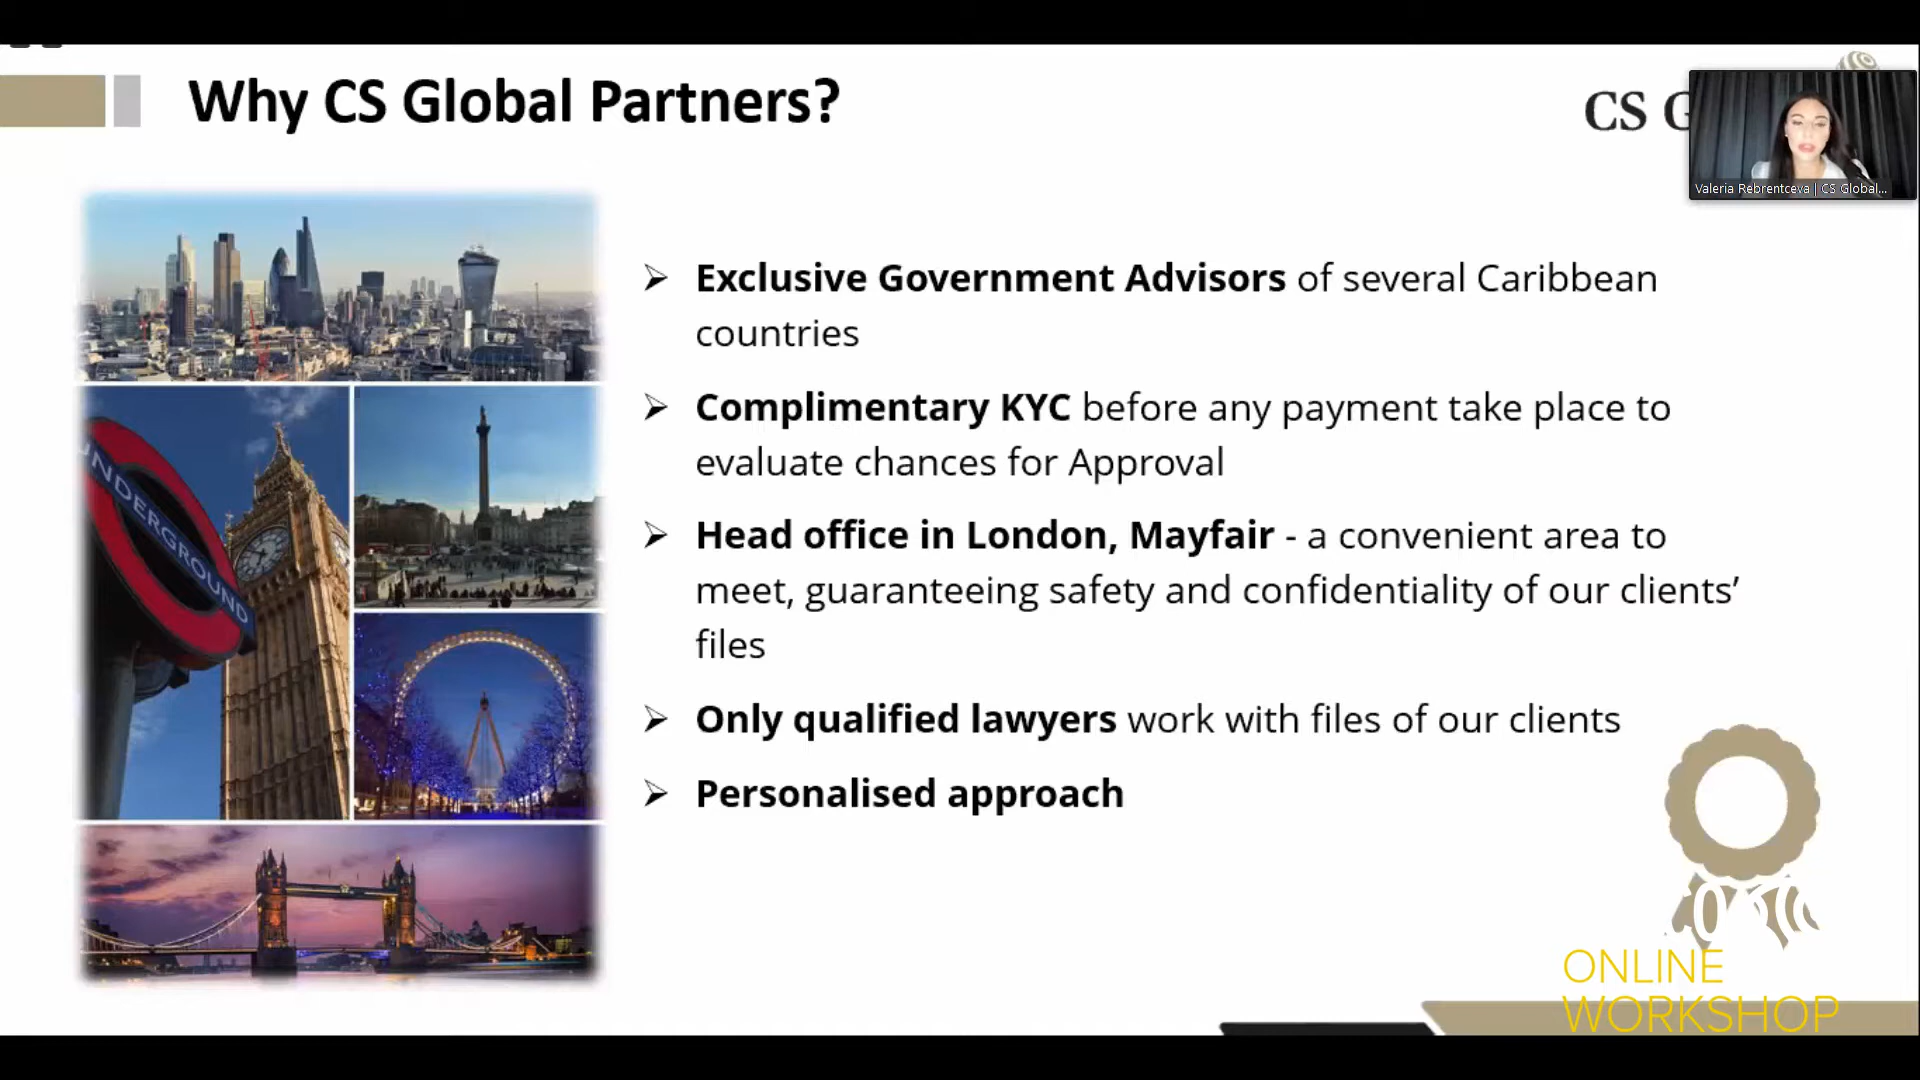 Why CS Global Partners?
CS G
Valeria Rebrentceva | CS Global...
Exclusive Government Advisors of several Caribbean
countries
Complimentary KYC before any payment take place to
evaluate chances for Approval
Head office in London, Mayfair - a convenient area to
meet, guaranteeing safety and confidentiality of our clients’
files
Only qualified lawyers work with files of our clients
Personalised approach
UNDERGROUND
ONLINE
WORKSHOP